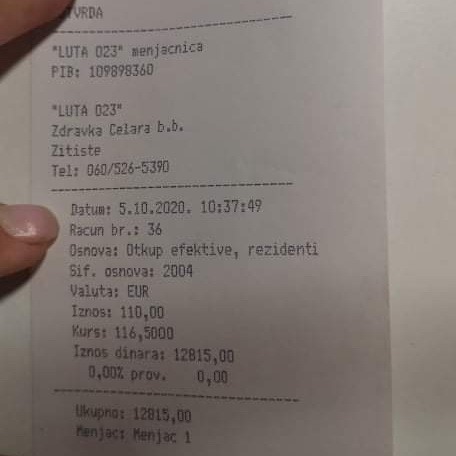 TVRDA
"LUTA 023" menjacnica
PIB: 109898360
"LUTA 023"
Zdravka Celara b.b.
Zitiste
Tel: 060/526-5390
Datum: 5.10.2020. 10:37:49
Racun br.: 36
Osnova: Otkup efektive, rezidenti
Sif. osnova: 2004
Valuta: EUR
Iznos: 110,00
Kurs: 116,5000
Iznos dinara: 12815,00
0,00% prov. 0,00
Ukupno: 12815,00
Menjac: Menjac 1